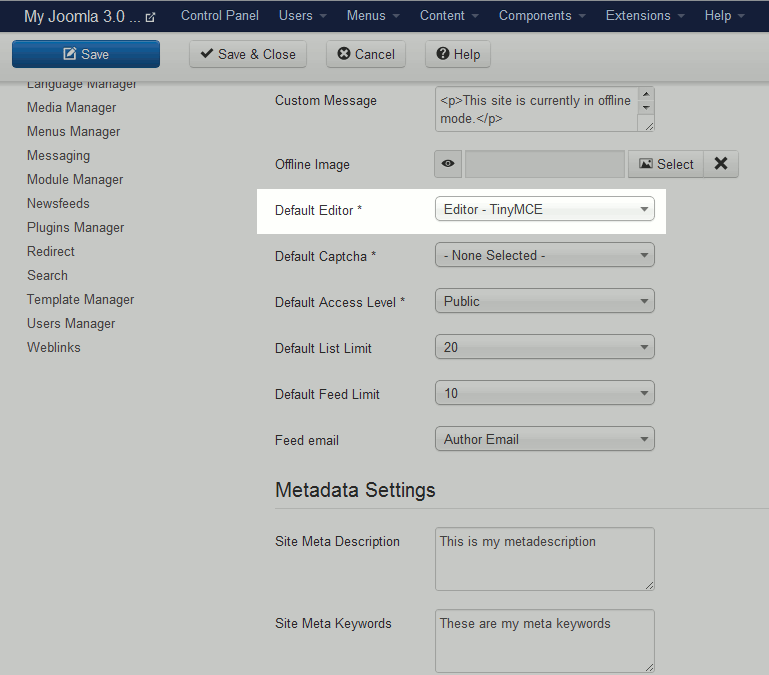 My Joomla 3.0 ... Control Panel Users Menus Content Components Extensions Help
Save Save & Close Cancel Help
Language Manager
Media Manager
Menus Manager
Messaging
Module Manager
Newsfeeds
Plugins Manager
Redirect
Search
Template Manager
Users Manager
Weblinks
Custom Message
<p>This site is currently in offline
mode.</p>
Offline Image Select
Default Editor * Editor - TinyMCE
Default Captcha * - None Selected -
Default Access Level * Public
Default List Limit 20
Default Feed Limit 10
Feed email Author Email
Metadata Settings
Site Meta Description This is my metadescription
Site Meta Keywords These are my meta keywords